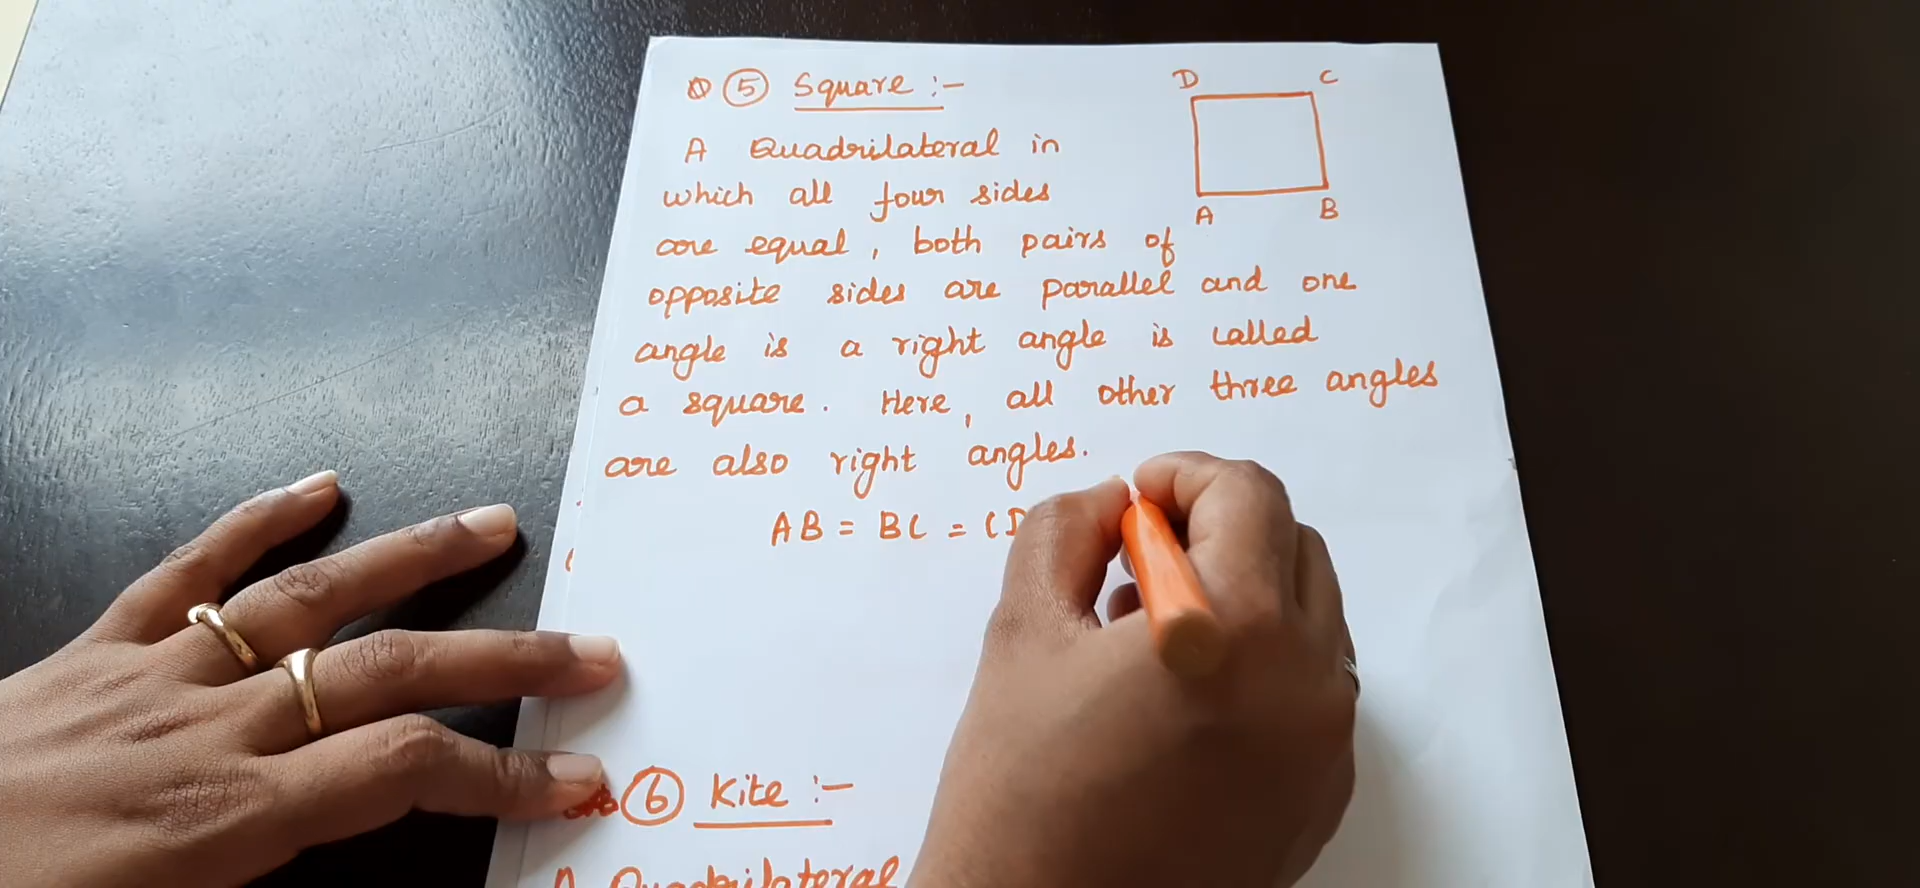 ⑤ Square :-
D C
A Quadrilateral in
which all four sides
A B
are equal, both pairs of
opposite sides are parallel and one
angle is a right angle is called
a square. Here, all other three angles
are also right angles.
AB = BC = CD
⑥ Kite :-
A Quadrilateral